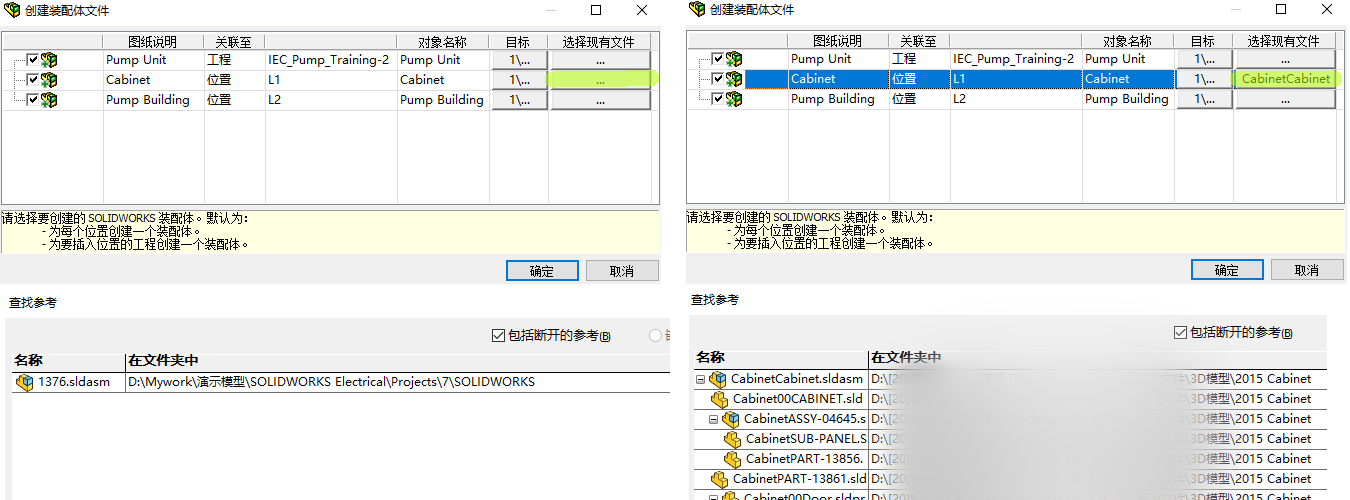 创建装配体文件
图纸说明 关联至 对象名称 目标 选择现有文件
Pump Unit 工程 IEC_Pump_Training-2 Pump Unit 1\... ...
Cabinet 位置 L1 Cabinet 1\... ...
Pump Building 位置 L2 Pump Building 1\... ...
请选择要创建的 SOLIDWORKS 装配体。默认为:
- 为每个位置创建一个装配体。
- 为要插入位置的工程创建一个装配体。
确定 取消
查找参考
包括断开的参考(B)
名称 在文件夹中
1376.sldasm D:\Mywork\演示模型\SOLIDWORKS Electrical\Projects\7\SOLIDWORKS
创建装配体文件
图纸说明 关联至 对象名称 目标 选择现有文件
Pump Unit 工程 IEC_Pump_Training-2 Pump Unit 1\... ...
Cabinet 位置 L1 Cabinet 1\... CabinetCabinet
Pump Building 位置 L2 Pump Building 1\... ...
请选择要创建的 SOLIDWORKS 装配体。默认为:
- 为每个位置创建一个装配体。
- 为要插入位置的工程创建一个装配体。
确定 取消
查找参考
包括断开的参考(B)
名称 在文件夹中
CabinetCabinet.sldasm D:\[20 \3D模型\2015 Cabinet
Cabinet00CABINET.sld D:\[20 \3D模型\2015 Cabinet
CabinetASSY-04645.s D:\[20 \3D模型\2015 Cabinet
CabinetSUB-PANEL.S D:\[20 \3D模型\2015 Cabinet
CabinetPART-13856. D:\[20 \3D模型\2015 Cabinet
CabinetPART-13861.sld D:\[20 \3D模型\2015 Cabinet
Cabinet00Door.sldpr D:\[20 \3D模型\2015 Cabinet